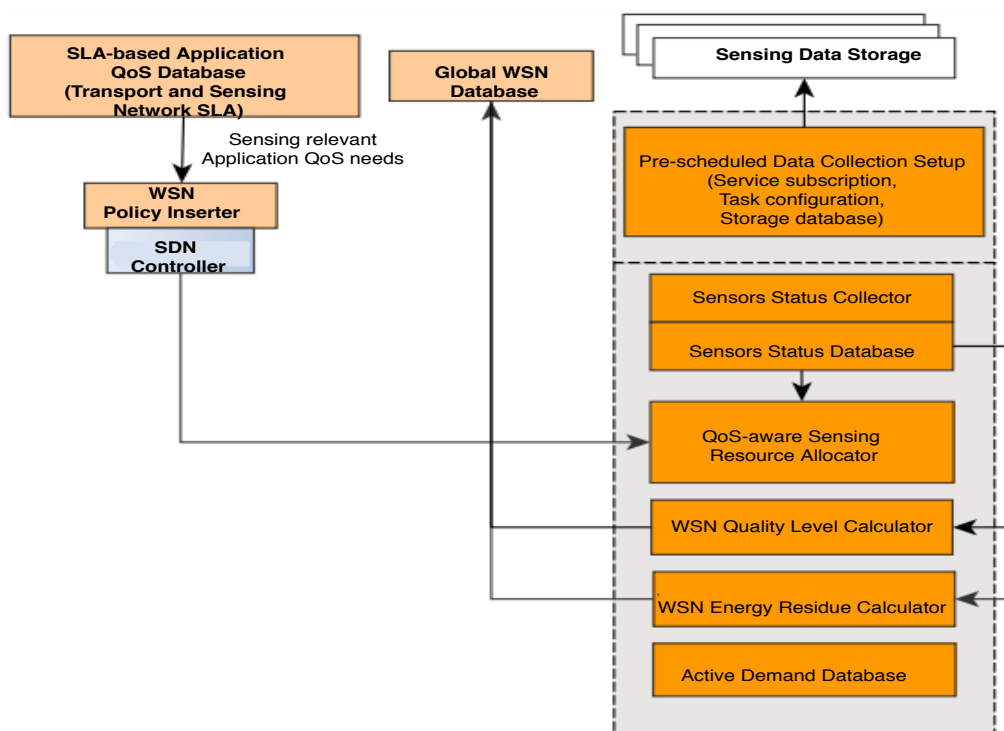 SLA-based Application
QoS Database
(Transport and Sensing
Network SLA)
Sensing relevant
Application QoS needs
WSN
Policy Inserter
SDN
Controller
Global WSN
Database
Sensing Data Storage
Pre-scheduled Data Collection Setup
(Service subscription,
Task configuration,
Storage database)
Sensors Status Collector
Sensors Status Database
QoS-aware Sensing
Resource Allocator
WSN Quality Level Calculator
WSN Energy Residue Calculator
Active Demand Database